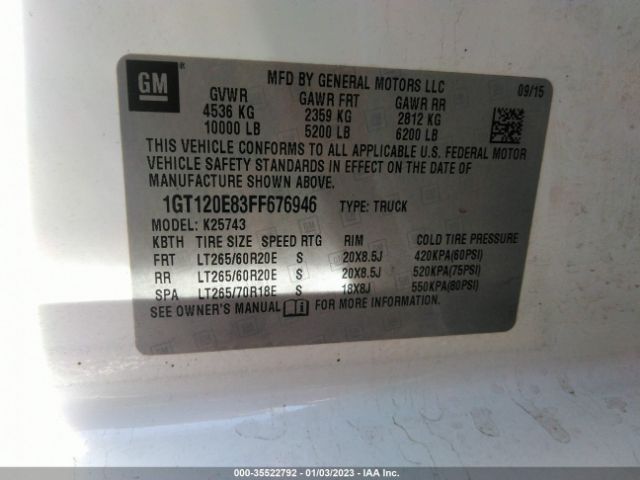 GM ®
MFD BY GENERAL MOTORS LLC 09/15
GVWR GAWR FRT GAWR RR
4536 KG 2359 KG 2812 KG
10000 LB 5200 LB 6200 LB
THIS VEHICLE CONFORMS TO ALL APPLICABLE U.S. FEDERAL MOTOR
VEHICLE SAFETY STANDARDS IN EFFECT ON THE DATE OF
MANUFACTURE SHOWN ABOVE.
1GT120E83FF676946 TYPE: TRUCK
MODEL: K25743
KBTH TIRE SIZE SPEED RTG RIM COLD TIRE PRESSURE
FRT LT265/60R20E S 20X8.5J 420KPA(60PSI)
RR LT265/60R20E S 20X8.5J 520KPA(75PSI)
SPA LT265/70R18E S 18X8J 550KPA(80PSI)
SEE OWNER'S MANUAL FOR MORE INFORMATION.
000-35522792 - 01/03/2023 - IAA Inc.